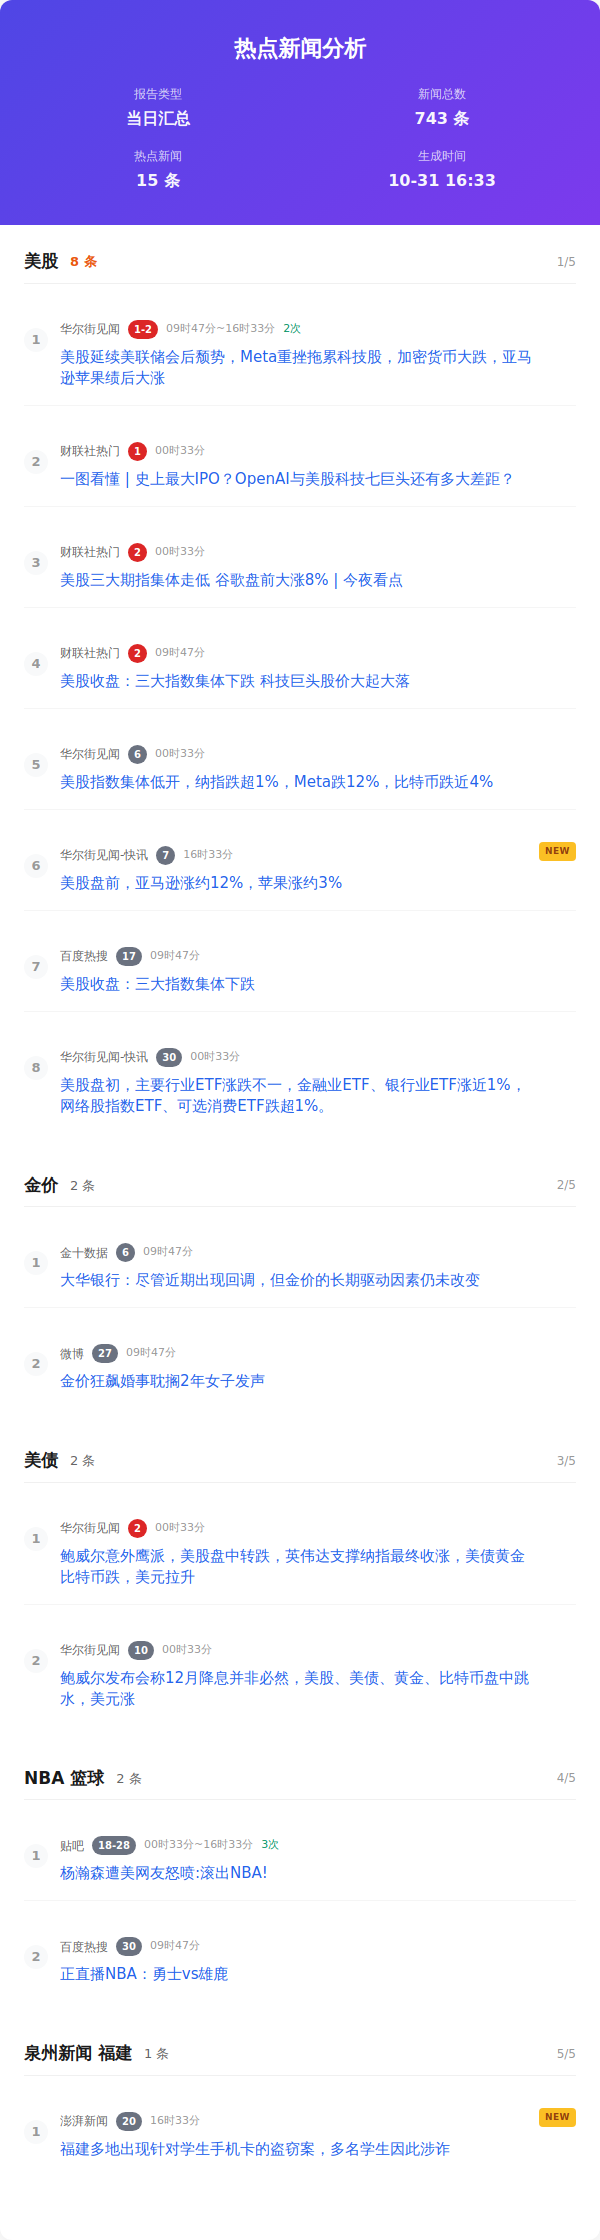 热点新闻分析
报告类型
新闻总数
当日汇总
743 条
热点新闻
生成时间
15 条
10-31 16:33
美股 8 条 1/5
1
华尔街见闻 1-2 09时47分~16时33分 2次
美股延续美联储会后颓势，Meta重挫拖累科技股，加密货币大跌，亚马
逊苹果绩后大涨
2
财联社热门 1 00时33分
一图看懂 | 史上最大IPO？OpenAI与美股科技七巨头还有多大差距？
3
财联社热门 2 00时33分
美股三大期指集体走低 谷歌盘前大涨8% | 今夜看点
4
财联社热门 2 09时47分
美股收盘：三大指数集体下跌 科技巨头股价大起大落
5
华尔街见闻 6 00时33分
美股指数集体低开，纳指跌超1%，Meta跌12%，比特币跌近4%
6
华尔街见闻-快讯 7 16时33分 NEW
美股盘前，亚马逊涨约12%，苹果涨约3%
7
百度热搜 17 09时47分
美股收盘：三大指数集体下跌
8
华尔街见闻-快讯 30 00时33分
美股盘初，主要行业ETF涨跌不一，金融业ETF、银行业ETF涨近1%，
网络股指数ETF、可选消费ETF跌超1%。
金价 2 条 2/5
1
金十数据 6 09时47分
大华银行：尽管近期出现回调，但金价的长期驱动因素仍未改变
2
微博 27 09时47分
金价狂飙婚事耽搁2年女子发声
美债 2 条 3/5
1
华尔街见闻 2 00时33分
鲍威尔意外鹰派，美股盘中转跌，英伟达支撑纳指最终收涨，美债黄金
比特币跌，美元拉升
2
华尔街见闻 10 00时33分
鲍威尔发布会称12月降息并非必然，美股、美债、黄金、比特币盘中跳
水，美元涨
NBA 篮球 2 条 4/5
1
贴吧 18-28 00时33分~16时33分 3次
杨瀚森遭美网友怒喷:滚出NBA!
2
百度热搜 30 09时47分
正直播NBA：勇士vs雄鹿
泉州新闻 福建 1 条 5/5
1
澎湃新闻 20 16时33分 NEW
福建多地出现针对学生手机卡的盗窃案，多名学生因此涉诈